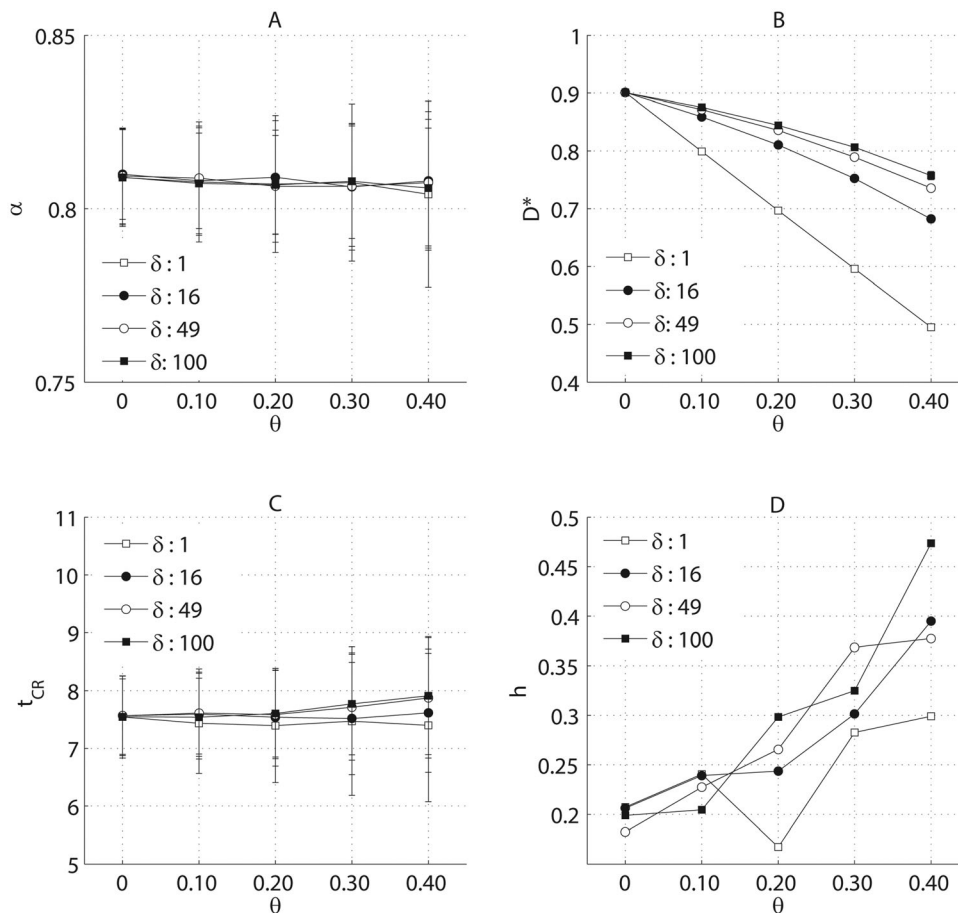 A
0.85
0.8
0.75
α
δ : 1
δ : 16
δ : 49
δ: 100
0 0.10 0.20 0.30 0.40
θ
B
1
0.9
0.8
0.7
0.6
0.5
0.4
D*
δ : 1
δ: 16
δ: 49
δ : 100
0 0.10 0.20 0.30 0.40
θ
C
11
10
9
8
7
6
5
tCR
δ : 1
δ : 16
δ : 49
δ : 100
0 0.10 0.20 0.30 0.40
θ
D
0.5
0.45
0.4
0.35
0.3
0.25
0.2
h
δ : 1
δ : 16
δ : 49
δ : 100
0 0.10 0.20 0.30 0.40
θ